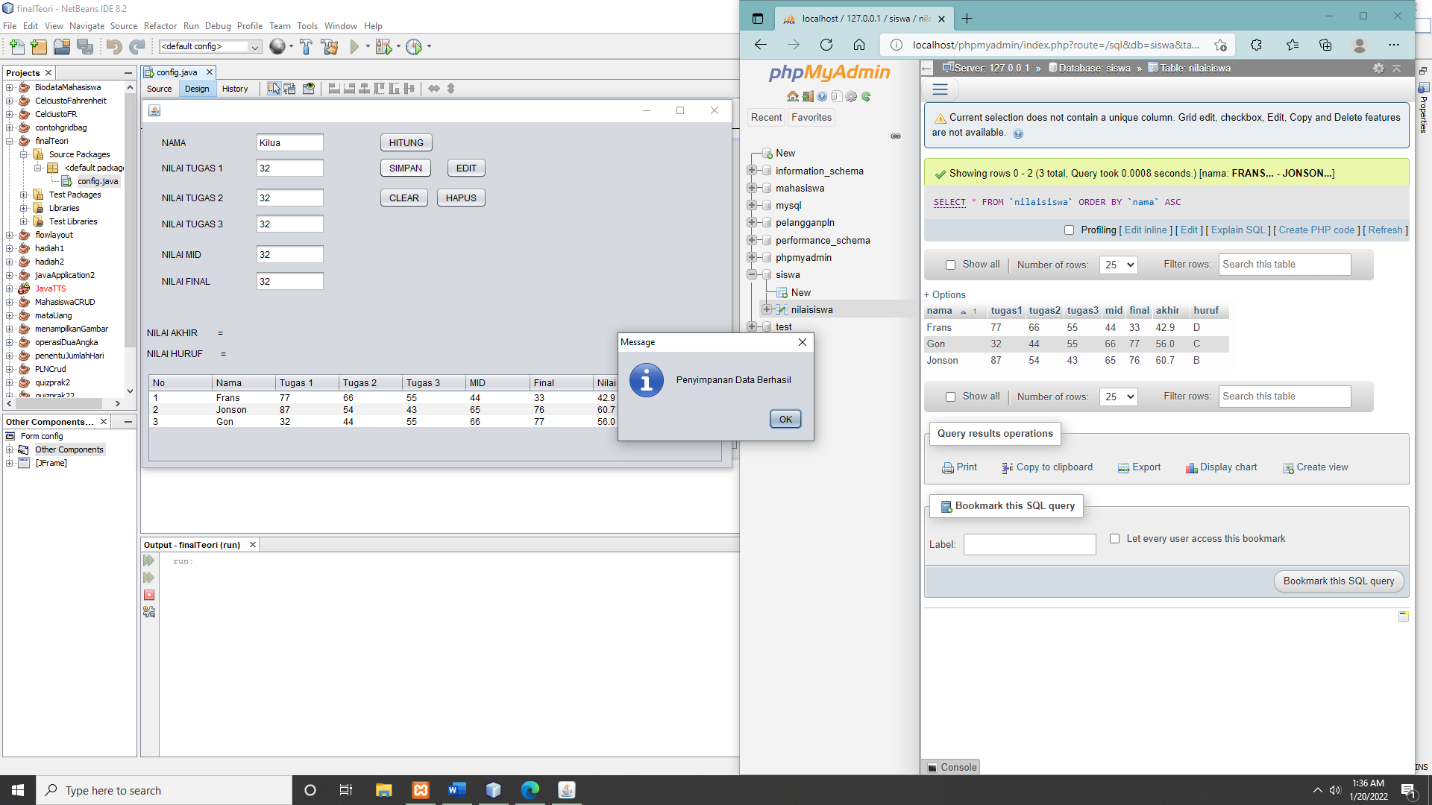 finalTeori - NetBeans IDE 8.2
File Edit View Navigate Source Refactor Run Debug Profile Team Tools Window Help
<default config>
Projects
BiodataMahasiswa
CelciustoFahrenheit
CelciustoFR
contohgridbag
finalTeori
Source Packages
<default package
config.java
Test Packages
Libraries
Test Libraries
flowlayout
hadiah1
hadiah2
javaApplication2
JavaTTS
MahasiswaCRUD
mataUang
menampilkanGambar
operasiDuaAngka
penentuJumlahHari
PLNCrud
quizprak2
quizprak22
Other Components...
Form config
Other Components
[JFrame]
config.java
Source Design History
NAMA Kilua HITUNG
NILAI TUGAS 1 32 SIMPAN EDIT
NILAI TUGAS 2 32 CLEAR HAPUS
NILAI TUGAS 3 32
NILAI MID 32
NILAI FINAL 32
NILAI AKHIR =
NILAI HURUF =
No Nama Tugas 1 Tugas 2 Tugas 3 MID Final Nilai
1 Frans 77 66 55 44 33 42.9
2 Jonson 87 54 43 65 76 60.7
3 Gon 32 44 55 66 77 56.0
Message
Penyimpanan Data Berhasil
OK
Output - finalTeori (run)
run:
localhost / 127.0.0.1 / siswa / nil
localhost/phpmyadmin/index.php?route=/sql&db=siswa&ta...
phpMyAdmin
Recent Favorites
New
information_schema
mahasiswa
mysql
pelangganpln
performance_schema
phpmyadmin
siswa
New
nilaisiswa
test
Server: 127.0.0.1 » Database: siswa » Table: nilaisiswa
Current selection does not contain a unique column. Grid edit, checkbox, Edit, Copy and Delete features
are not available.
Showing rows 0 - 2 (3 total, Query took 0.0008 seconds.) [nama: FRANS... - JONSON...]
SELECT * FROM `nilaisiswa` ORDER BY `nama` ASC
Profiling [ Edit inline ] [ Edit ] [ Explain SQL ] [ Create PHP code ] [ Refresh ]
Show all Number of rows: 25 Filter rows: Search this table
+ Options
nama 1 tugas1 tugas2 tugas3 mid final akhir huruf
Frans 77 66 55 44 33 42.9 D
Gon 32 44 55 66 77 56.0 C
Jonson 87 54 43 65 76 60.7 B
Show all Number of rows: 25 Filter rows: Search this table
Query results operations
Print Copy to clipboard Export Display chart Create view
Bookmark this SQL query
Label: Let every user access this bookmark
Bookmark this SQL query
Console
Properties
INS
Type here to search
1:36 AM
1/20/2022
1